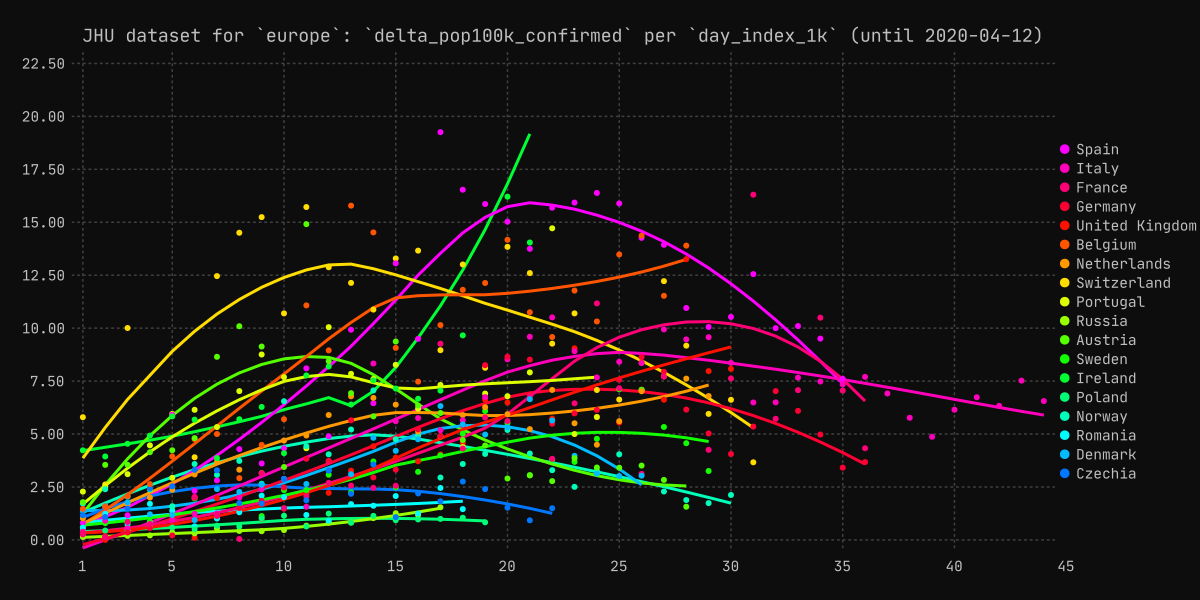 JHU dataset for `europe`: `delta_pop100k_confirmed` per `day_index_1k` (until 2020-04-12)
22.50
20.00
17.50
15.00
12.50
10.00
7.50
5.00
2.50
0.00
1 5 10 15 20 25 30 35 40 45
Spain
Italy
France
Germany
United Kingdom
Belgium
Netherlands
Switzerland
Portugal
Russia
Austria
Sweden
Ireland
Poland
Norway
Romania
Denmark
Czechia